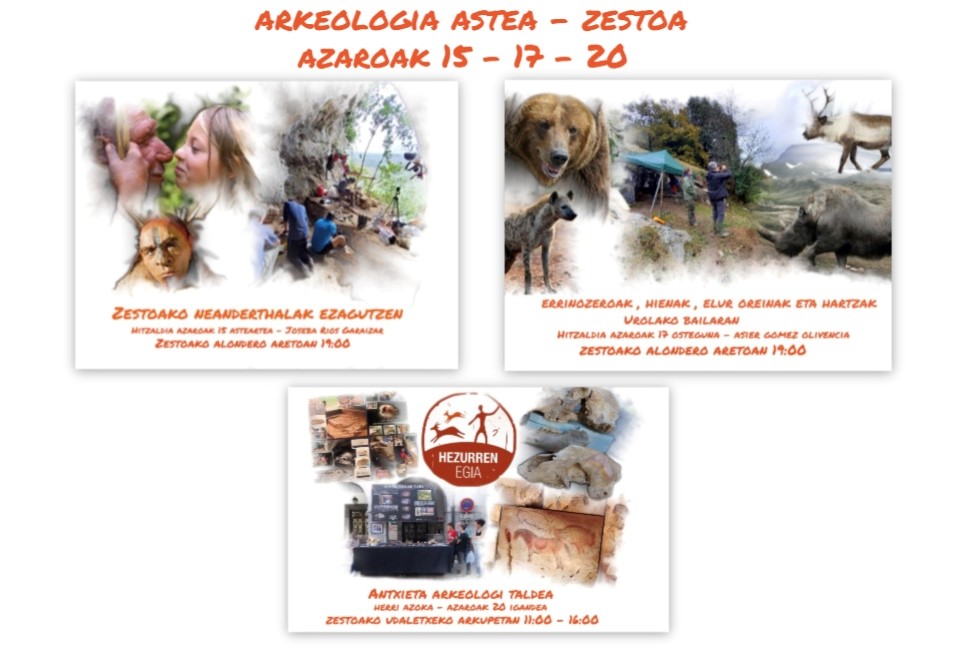 ARKEOLOGIA ASTEA - ZESTOA
AZAROAK 15 - 17 - 20
ZESTOAKO NEANDERTHALAK EZAGUTZEN
HITZALDIA AZAROAK 15 ASTEARTEA - JOSEBA RIOS GARAIZAR
ZESTOAKO ALONDERO ARETOAN 19:00
ERRINOZEROAK, HIENAK, ELUR OREINAK ETA HARTZAK
UROLAKO BAILARAN
HITZALDIA AZAROAK 17 OSTEGUNA - ASIER GOMEZ OLIVENCIA
ZESTOAKO ALONDERO ARETOAN 19:00
HEZURREN
EGIA
ANTXIETA ARKEOLOGI TALDEA
HERRI AZOKA - AZAROAK 20 IGANDEA
ZESTOAKO UDALETXEKO ARKUPETAN 11:00 - 16:00